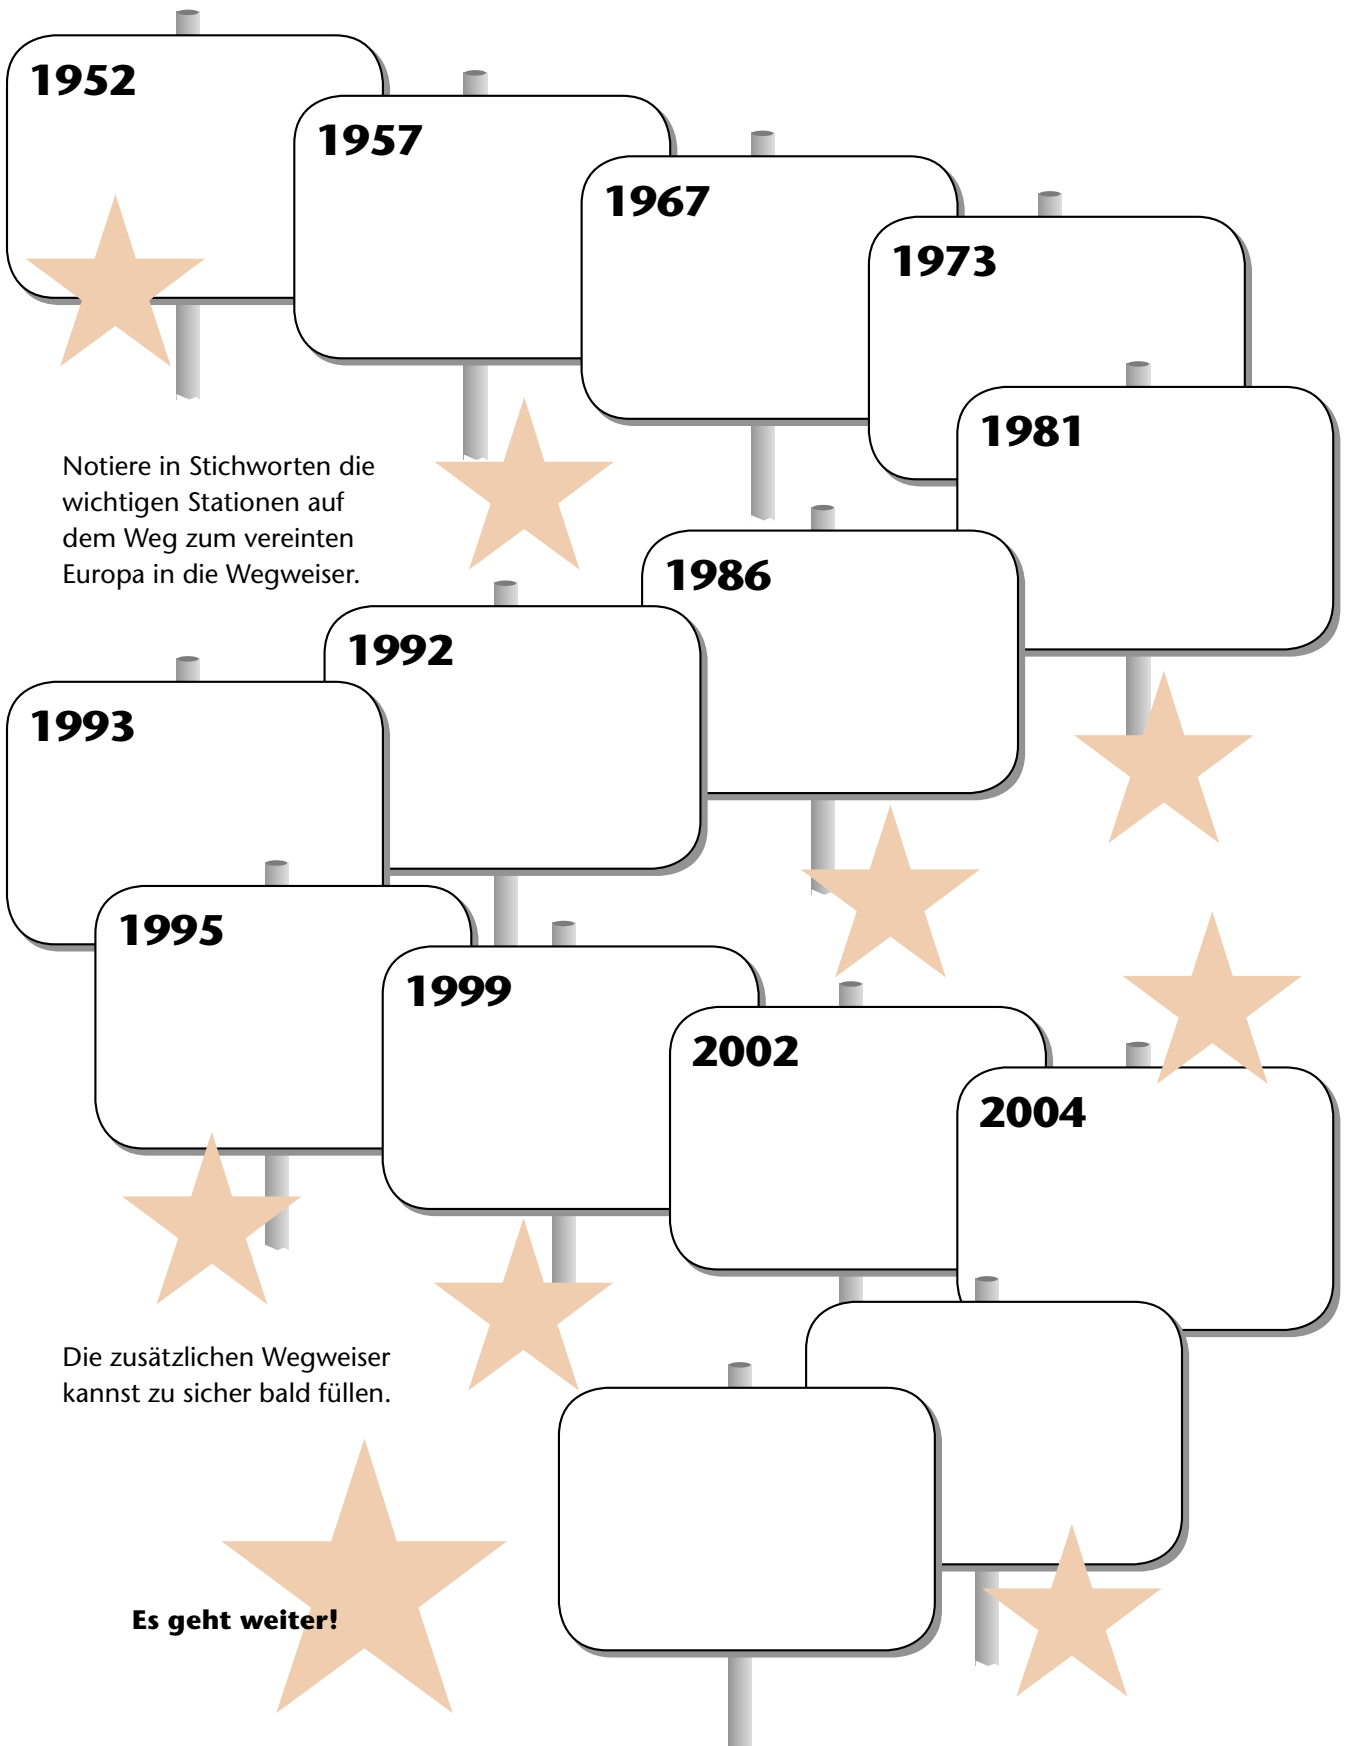 1952
1957
1967
1973
1981
Notiere in Stichworten die
wichtigen Stationen auf
dem Weg zum vereinten
Europa in die Wegweiser.
1986
1992
1993
1995
1999
2002
2004
Die zusätzlichen Wegweiser
kannst zu sicher bald füllen.
Es geht weiter!